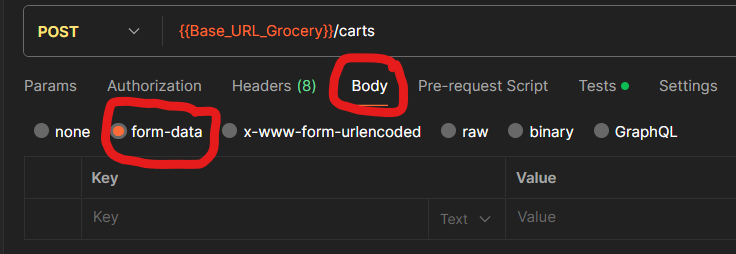 POST {{Base_URL_Grocery}}/carts
Params Authorization Headers (8) Body Pre-request Script Tests Settings
none form-data x-www-form-urlencoded raw binary GraphQL
Key Value
Key Text Value